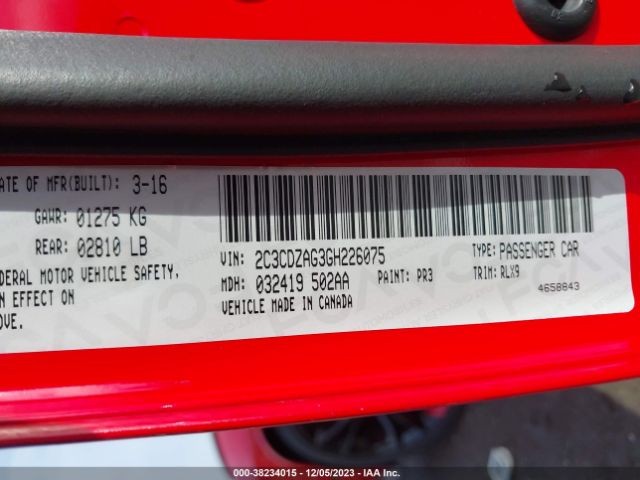 ATE OF MFR(BUILT): 3-16
GAWR: 01275 KG
REAR: 02810 LB
EDERAL MOTOR VEHICLE SAFETY,
N EFFECT ON
OVE.
VIN: 2C3CDZAG3GH226075
TYPE: PASSENGER CAR
MDH: 032419 502AA
PAINT: PR3
TRIM: RLX9
VEHICLE MADE IN CANADA
4658843
000-38234015 - 12/05/2023 - IAA Inc.